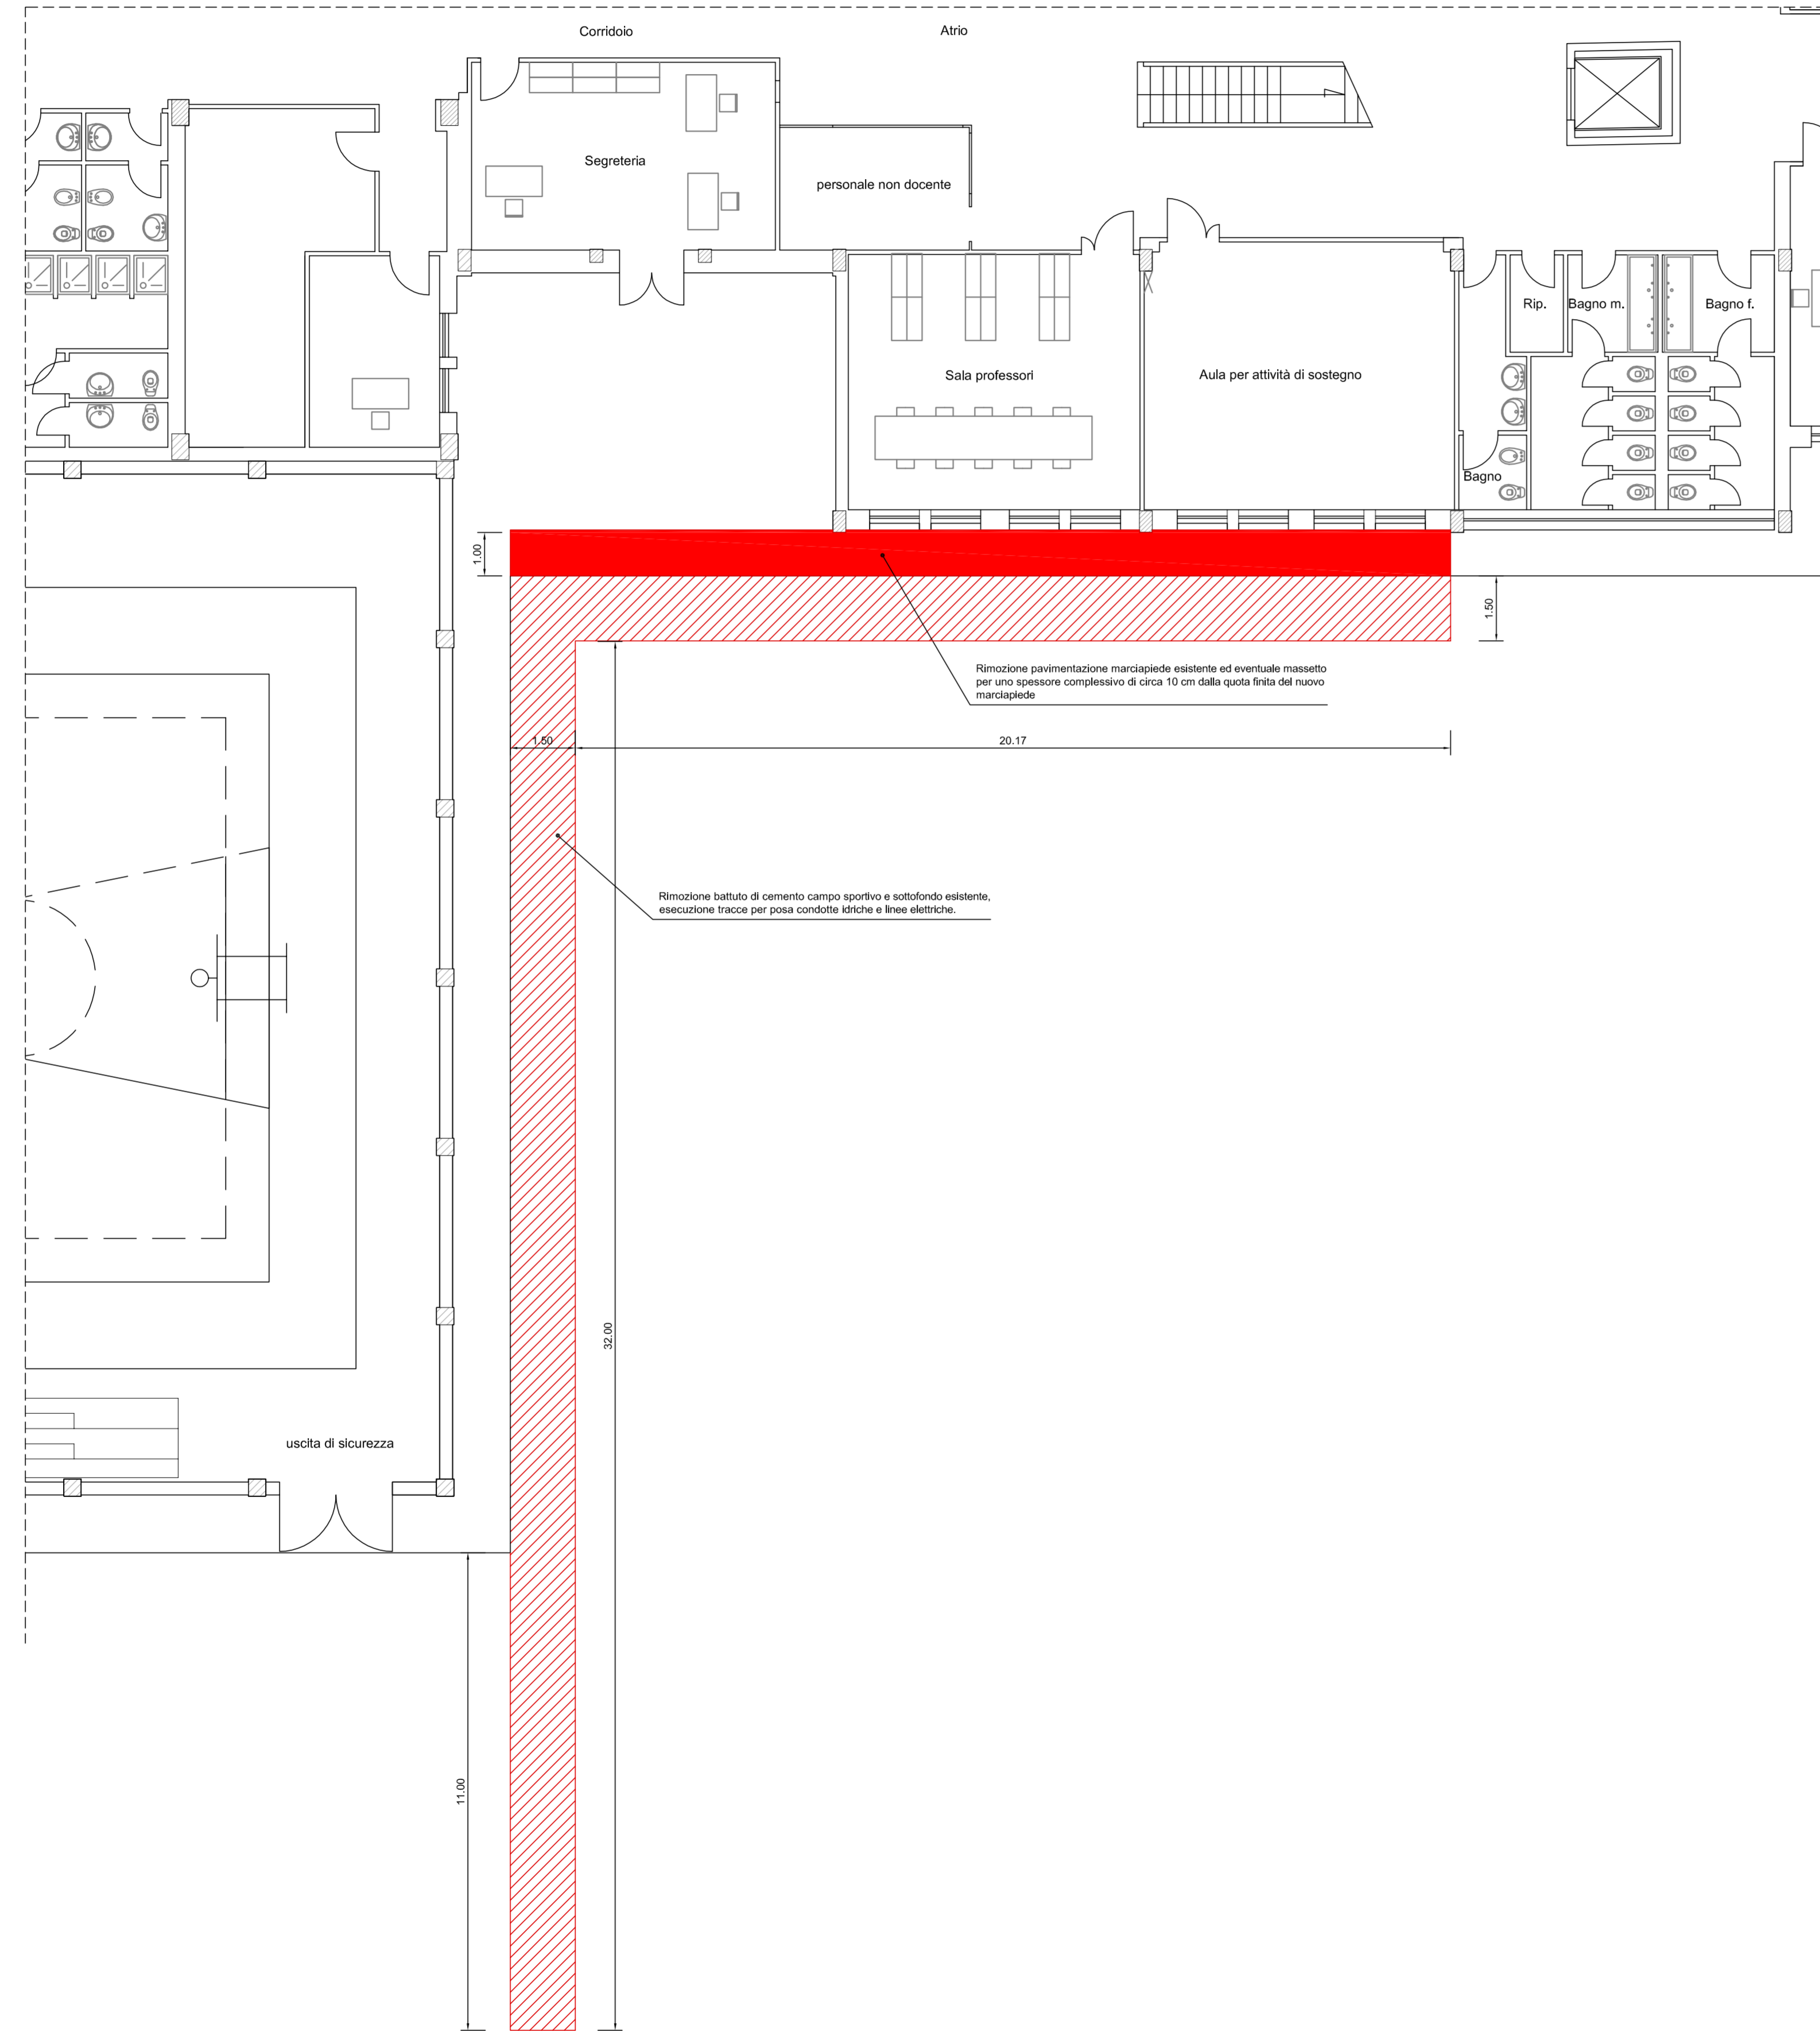 Corridoio
Atrio
Segreteria
personale non docente
Rip.
Bagno m.
Bagno f.
Sala professori
Aula per attività di sostegno
Bagno
1.00
1.50
Rimozione pavimentazione marciapiede esistente ed eventuale massetto
per uno spessore complessivo di circa 10 cm dalla quota finita del nuovo
marciapiede
1.50
20.17
Rimozione battuto di cemento campo sportivo e sottofondo esistente,
esecuzione tracce per posa condotte idriche e linee elettriche.
32.00
uscita di sicurezza
11.00